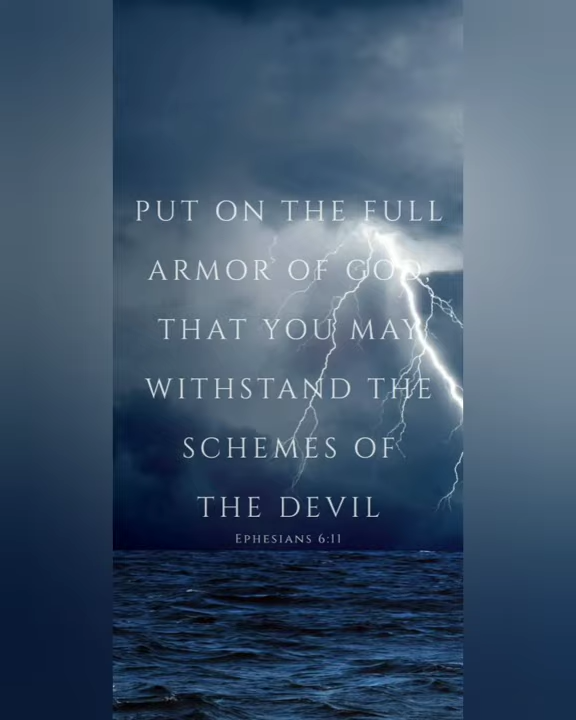 PUT ON THE FULL
ARMOR OF GOD,
THAT YOU MAY
WITHSTAND THE
SCHEMES OF
THE DEVIL
EPHESIANS 6:11